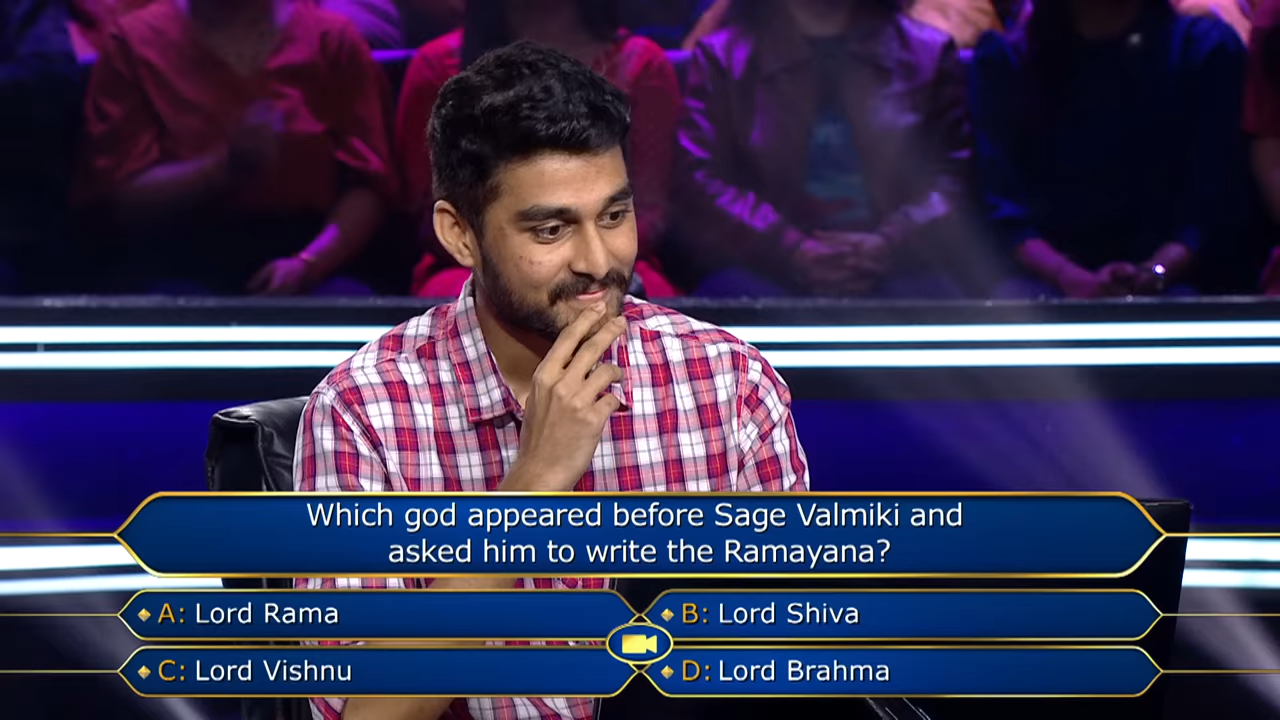 Which god appeared before Sage Valmiki and
asked him to write the Ramayana?
A: Lord Rama
B: Lord Shiva
C: Lord Vishnu
D: Lord Brahma